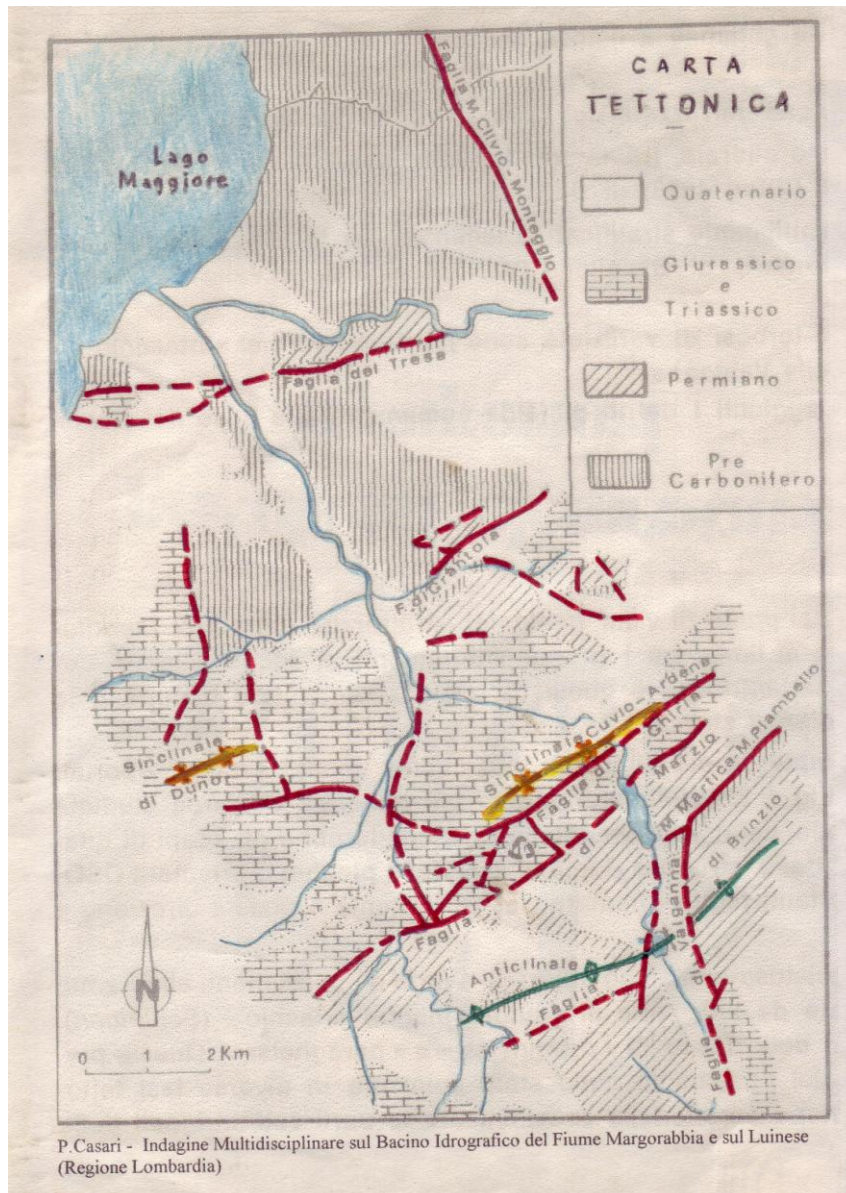 CARTA
TETTONICA
Quaternario
Giurassico
e
Triassico
Permiano
Pre
Carbonifero
Lago
Maggiore
Faglia M. Clivio - Monteggio
Faglia del Tresa
F. di Grantola
Sinclinale
di Duno
Sinclinale Cuvio-Ardena
Faglia di Ghirla
Faglia di Marzio
M. Martica-M. Piambello
Anticlinale di Brinzio
Faglia
Faglia di Valganna
N
0 1 2 Km
P.Casari - Indagine Multidisciplinare sul Bacino Idrografico del Fiume Margorabbia e sul Luinese
(Regione Lombardia)